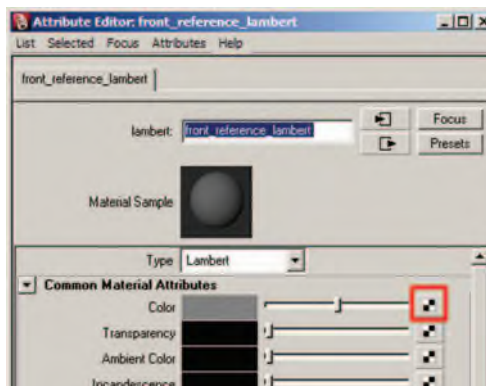 Attribute Editor: front_reference_lambert
List Selected Focus Attributes Help
front_reference_lambert
lambert: front_reference_lambert Focus
Presets
Material Sample
Type Lambert
Common Material Attributes
Color
Transparency
Ambient Color
Incandescence